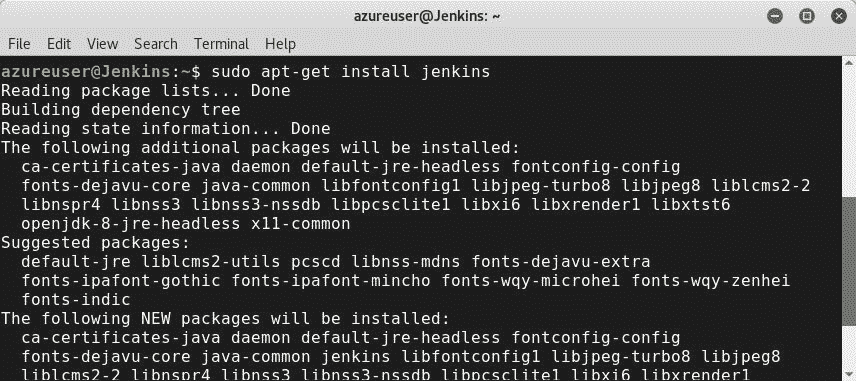 azureuser@Jenkins: ~
File Edit View Search Terminal Help
azureuser@Jenkins:~$ sudo apt-get install jenkins
Reading package lists... Done
Building dependency tree
Reading state information... Done
The following additional packages will be installed:
  ca-certificates-java daemon default-jre-headless fontconfig-config
  fonts-dejavu-core java-common libfontconfig1 libjpeg-turbo8 libjpeg8 liblcms2-2
  libnspr4 libnss3 libnss3-nssdb libpcsclite1 libxi6 libxrender1 libxtst6
  openjdk-8-jre-headless x11-common
Suggested packages:
  default-jre liblcms2-utils pcscd libnss-mdns fonts-dejavu-extra
  fonts-ipafont-gothic fonts-ipafont-mincho fonts-wqy-microhei fonts-wqy-zenhei
  fonts-indic
The following NEW packages will be installed:
  ca-certificates-java daemon default-jre-headless fontconfig-config
  fonts-dejavu-core java-common jenkins libfontconfig1 libjpeg-turbo8 libjpeg8
  liblcms2-2 libnspr4 libnss3 libnss3-nssdb libpcsclite1 libxi6 libxrender1